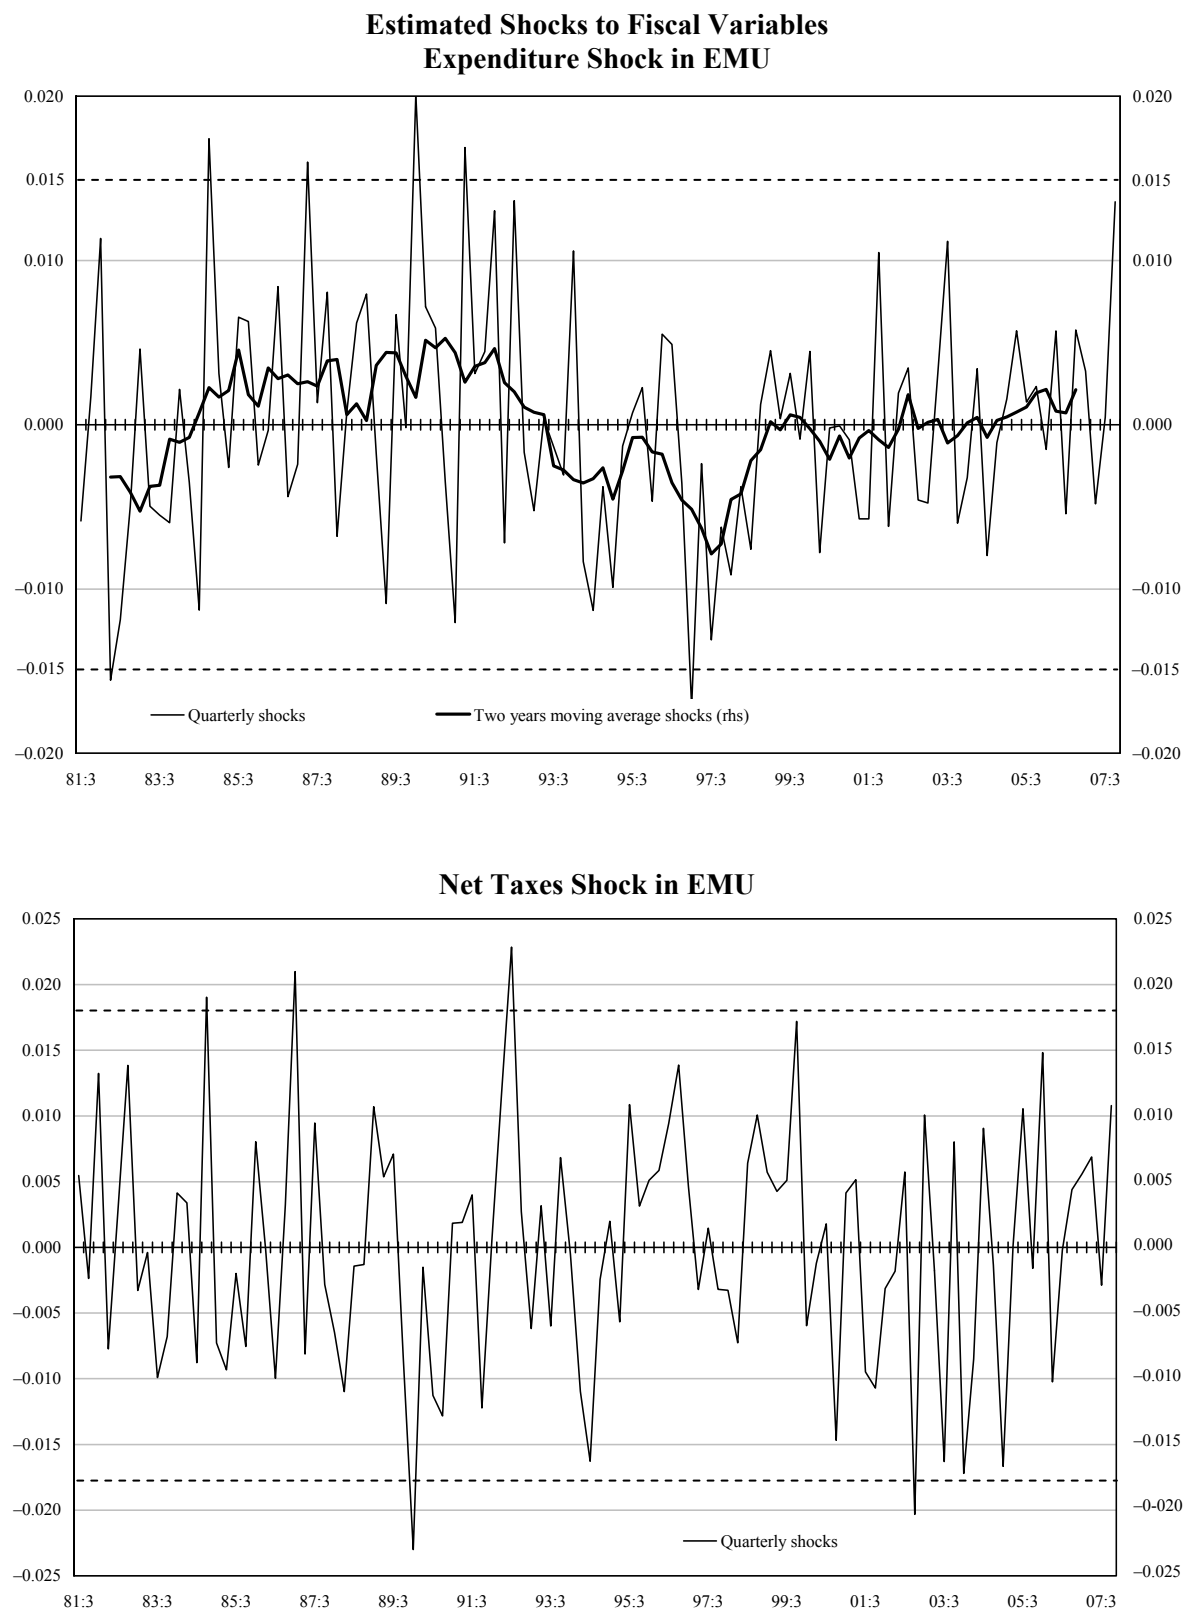 Estimated Shocks to Fiscal Variables
Expenditure Shock in EMU
0.020 0.020
0.015 0.015
0.010 0.010
0.000 0.000
–0.010 –0.010
–0.015 –0.015
Quarterly shocks Two years moving average shocks (rhs)
–0.020 –0.020
81:3 83:3 85:3 87:3 89:3 91:3 93:3 95:3 97:3 99:3 01:3 03:3 05:3 07:3
Net Taxes Shock in EMU
0.025 0.025
0.020 0.020
0.015 0.015
0.010 0.010
0.005 0.005
0.000 0.000
–0.005 –0.005
–0.010 –0.010
–0.015 –0.015
–0.020 –0-020
Quarterly shocks
–0.025 –0.025
81:3 83:3 85:3 87:3 89:3 91:3 93:3 95:3 97:3 99:3 01:3 03:3 05:3 07:3